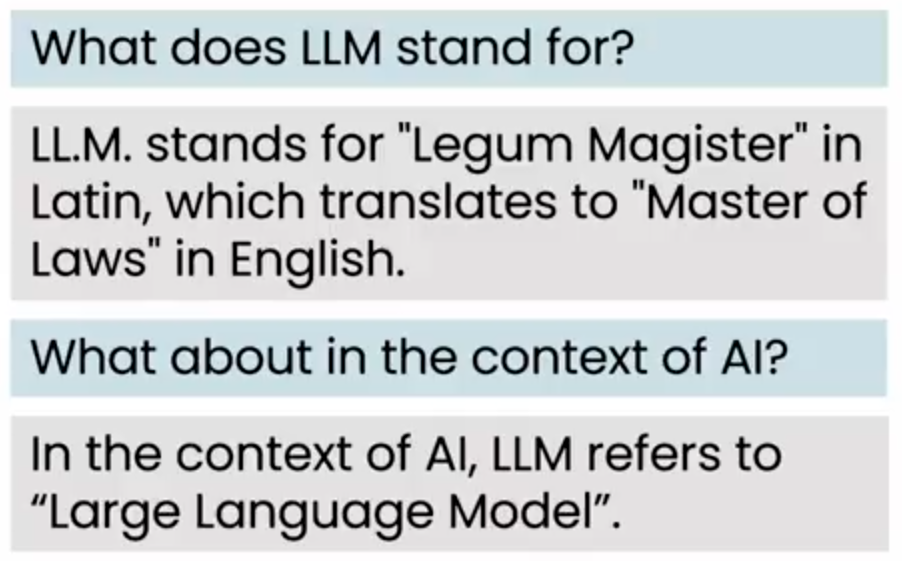 What does LLM stand for?
LL.M. stands for "Legum Magister" in
Latin, which translates to "Master of
Laws" in English.
What about in the context of AI?
In the context of AI, LLM refers to
“Large Language Model”.